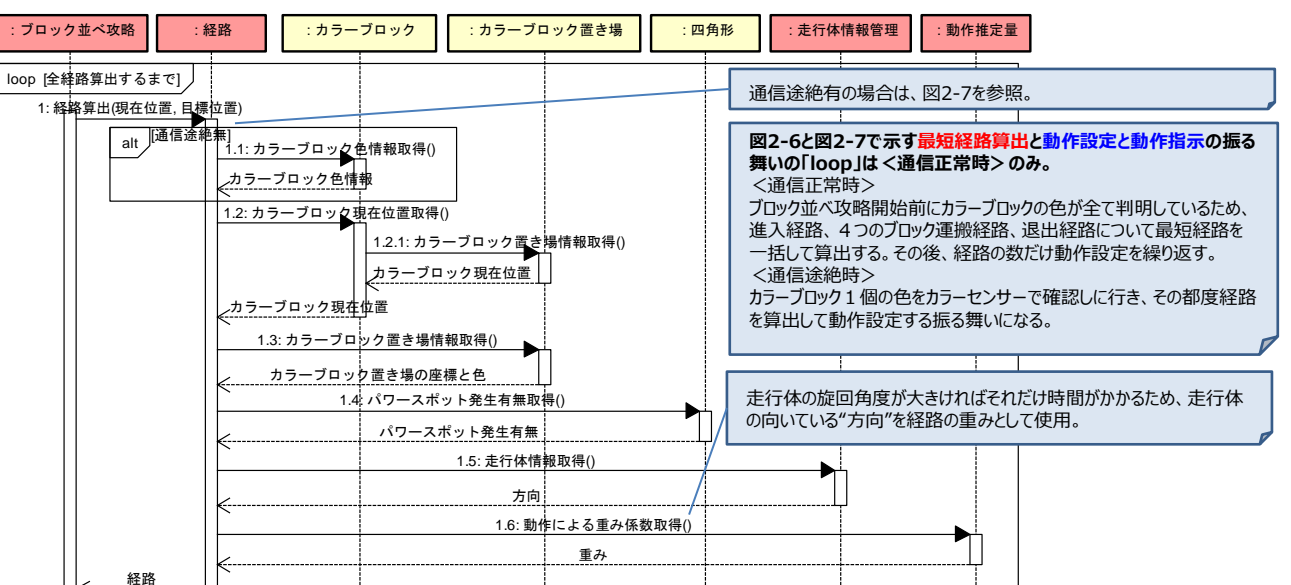 : ブロック並べ攻略
: 経路
: カラーブロック
: カラーブロック置き場
: 四角形
: 走行体情報管理
: 動作推定量
loop [全経路算出するまで]
1: 経路算出(現在位置, 目標位置)
alt [通信途絶無]
1.1: カラーブロック色情報取得()
カラーブロック色情報
1.2: カラーブロック現在位置取得()
1.2.1: カラーブロック置き場情報取得()
カラーブロック現在位置
カラーブロック現在位置
1.3: カラーブロック置き場情報取得()
カラーブロック置き場の座標と色
1.4: パワースポット発生有無取得()
パワースポット発生有無
1.5: 走行体情報取得()
方向
1.6: 動作による重み係数取得()
重み
経路
通信途絶有の場合は、図2-7を参照。
図2-6と図2-7で示す最短経路算出と動作設定と動作指示の振る
舞いの「loop」は＜通信正常時＞のみ。
＜通信正常時＞
ブロック並べ攻略開始前にカラーブロックの色が全て判明しているため、
進入経路、４つのブロック運搬経路、退出経路について最短経路を
一括して算出する。その後、経路の数だけ動作設定を繰り返す。
＜通信途絶時＞
カラーブロック１個の色をカラーセンサーで確認しに行き、その都度経路
を算出して動作設定する振る舞いになる。
走行体の旋回角度が大きければそれだけ時間がかかるため、走行体
の向いている“方向”を経路の重みとして使用。